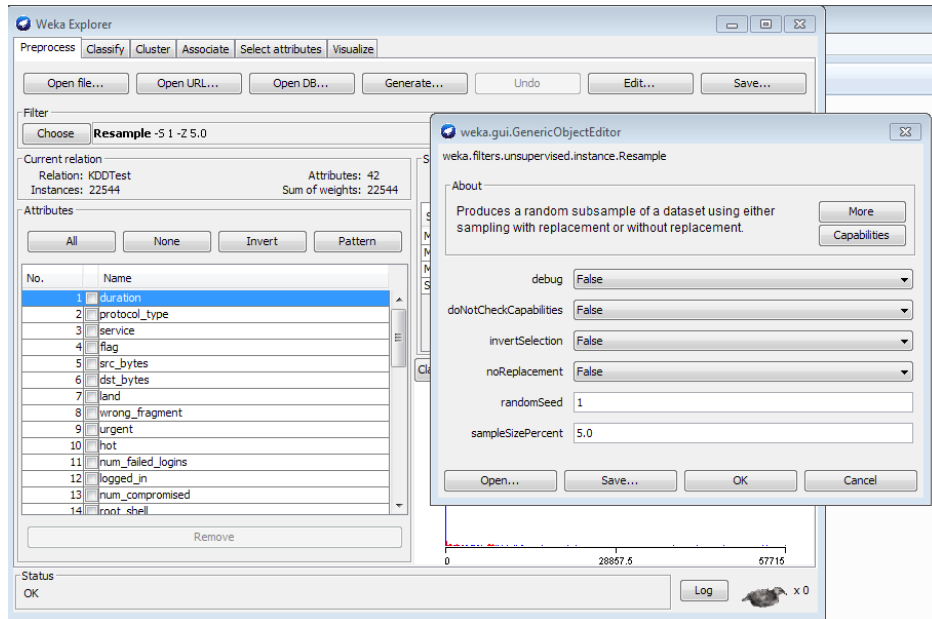 Weka Explorer
Preprocess Classify Cluster Associate Select attributes Visualize
Open file... Open URL... Open DB... Generate... Undo Edit... Save...
Filter
Choose Resample -S 1 -Z 5.0
Current relation
Relation: KDDTest Attributes: 42
Instances: 22544 Sum of weights: 22544
Attributes
All None Invert Pattern
No. Name
1 duration
2 protocol_type
3 service
4 flag
5 src_bytes
6 dst_bytes
7 land
8 wrong_fragment
9 urgent
10 hot
11 num_failed_logins
12 logged_in
13 num_compromised
14 root_shell
Remove
weka.gui.GenericObjectEditor
weka.filters.unsupervised.instance.Resample
About
Produces a random subsample of a dataset using either
sampling with replacement or without replacement.
More
Capabilities
debug False
doNotCheckCapabilities False
invertSelection False
noReplacement False
randomSeed 1
sampleSizePercent 5.0
Open... Save... OK Cancel
0 28857.5 57715
Status
OK
Log x 0